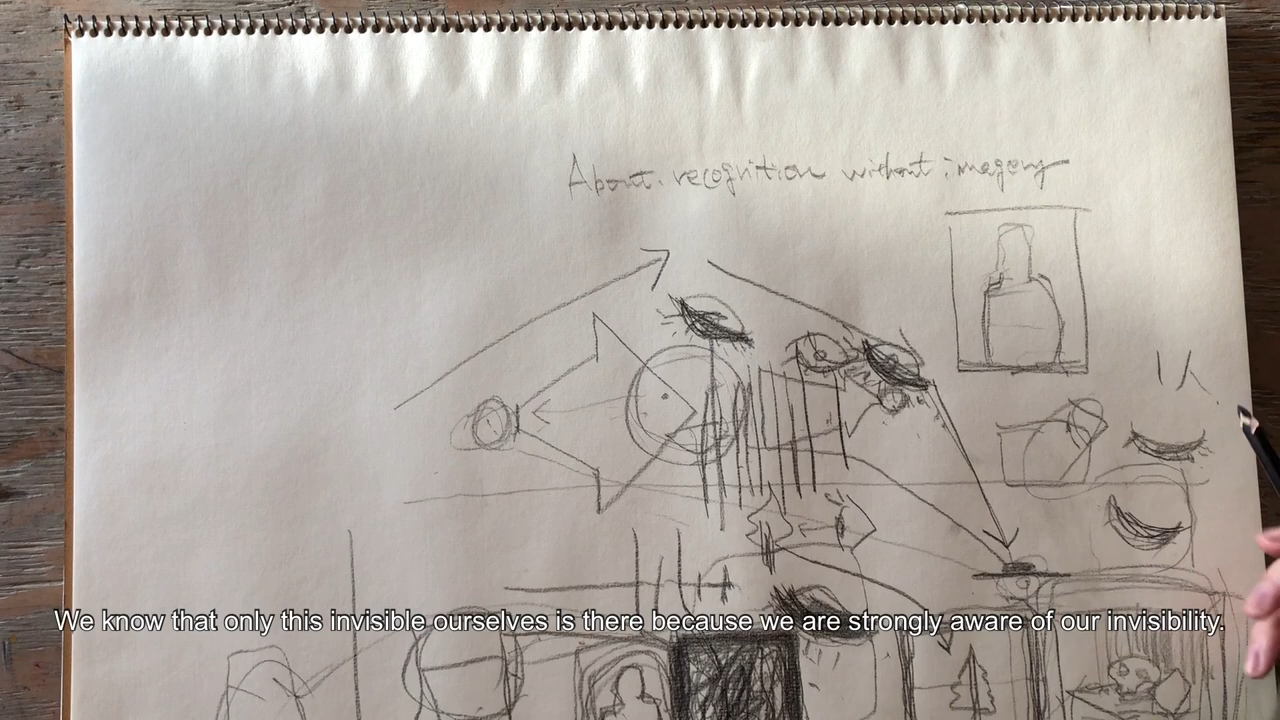 About recognition without imagery
We know that only this invisible ourselves is there because we are strongly aware of our invisibility.